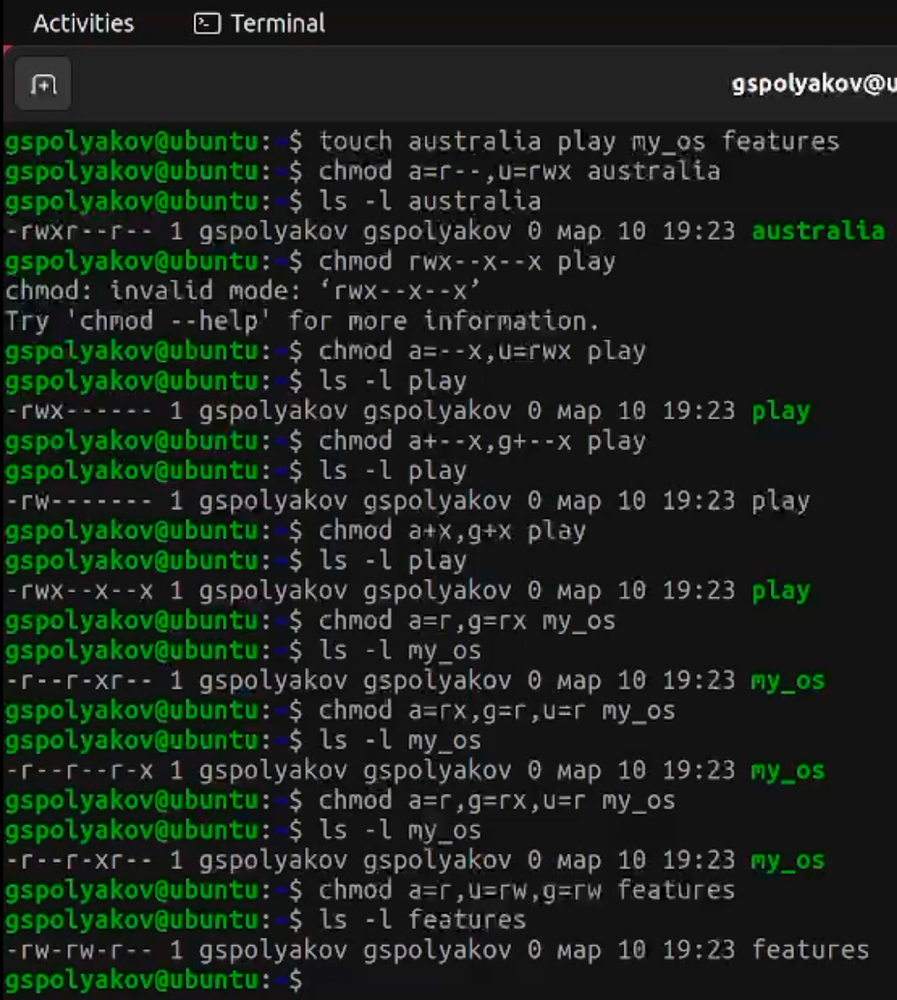 Activities Terminal
gspolyakov@u
gspolyakov@ubuntu:~$ touch australia play my_os features
gspolyakov@ubuntu:~$ chmod a=r--,u=rwx australia
gspolyakov@ubuntu:~$ ls -l australia
-rwxr--r-- 1 gspolyakov gspolyakov 0 мар 10 19:23 australia
gspolyakov@ubuntu:~$ chmod rwx--x--x play
chmod: invalid mode: ‘rwx--x--x’
Try 'chmod --help' for more information.
gspolyakov@ubuntu:~$ chmod a=--x,u=rwx play
gspolyakov@ubuntu:~$ ls -l play
-rwx------ 1 gspolyakov gspolyakov 0 мар 10 19:23 play
gspolyakov@ubuntu:~$ chmod a+--x,g+--x play
gspolyakov@ubuntu:~$ ls -l play
-rw------- 1 gspolyakov gspolyakov 0 мар 10 19:23 play
gspolyakov@ubuntu:~$ chmod a+x,g+x play
gspolyakov@ubuntu:~$ ls -l play
-rwx--x--x 1 gspolyakov gspolyakov 0 мар 10 19:23 play
gspolyakov@ubuntu:~$ chmod a=r,g=rx my_os
gspolyakov@ubuntu:~$ ls -l my_os
-r--r-xr-- 1 gspolyakov gspolyakov 0 мар 10 19:23 my_os
gspolyakov@ubuntu:~$ chmod a=rx,g=r,u=r my_os
gspolyakov@ubuntu:~$ ls -l my_os
-r--r--r-x 1 gspolyakov gspolyakov 0 мар 10 19:23 my_os
gspolyakov@ubuntu:~$ chmod a=r,g=rx,u=r my_os
gspolyakov@ubuntu:~$ ls -l my_os
-r--r-xr-- 1 gspolyakov gspolyakov 0 мар 10 19:23 my_os
gspolyakov@ubuntu:~$ chmod a=r,u=rw,g=rw features
gspolyakov@ubuntu:~$ ls -l features
-rw-rw-r-- 1 gspolyakov gspolyakov 0 мар 10 19:23 features
gspolyakov@ubuntu:~$